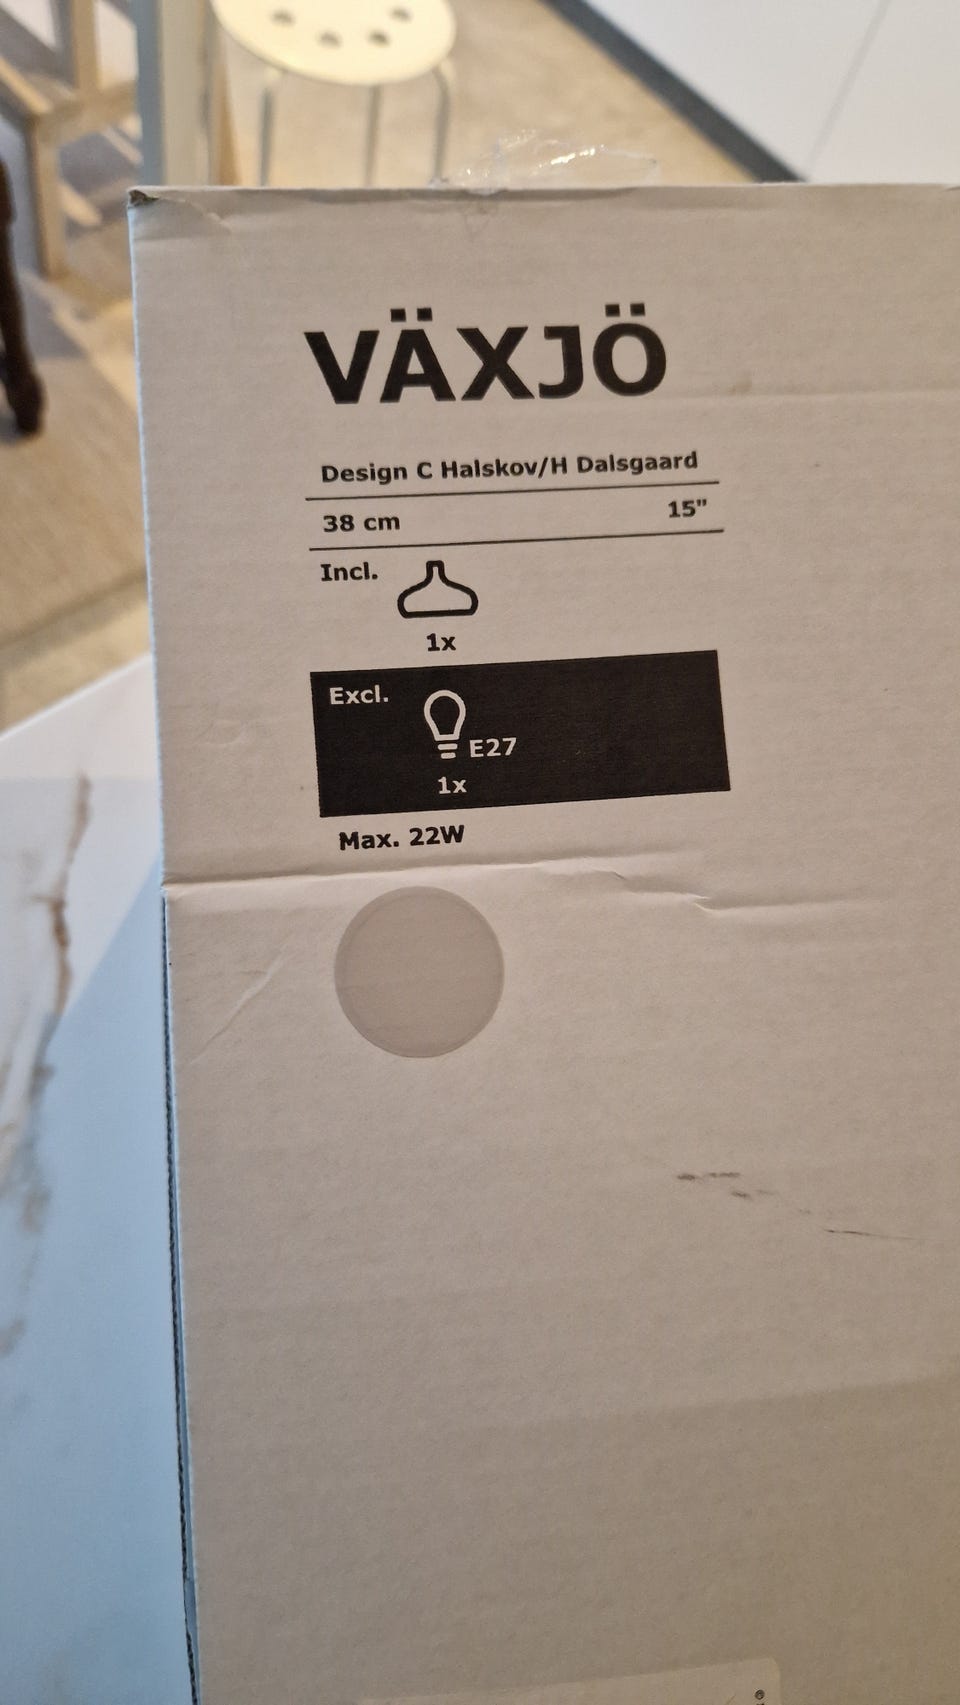 VÄXJÖ
Design C Halskov/H Dalsgaard
38 cm 15"
Incl.
1x
Excl.
E27
1x
Max. 22W